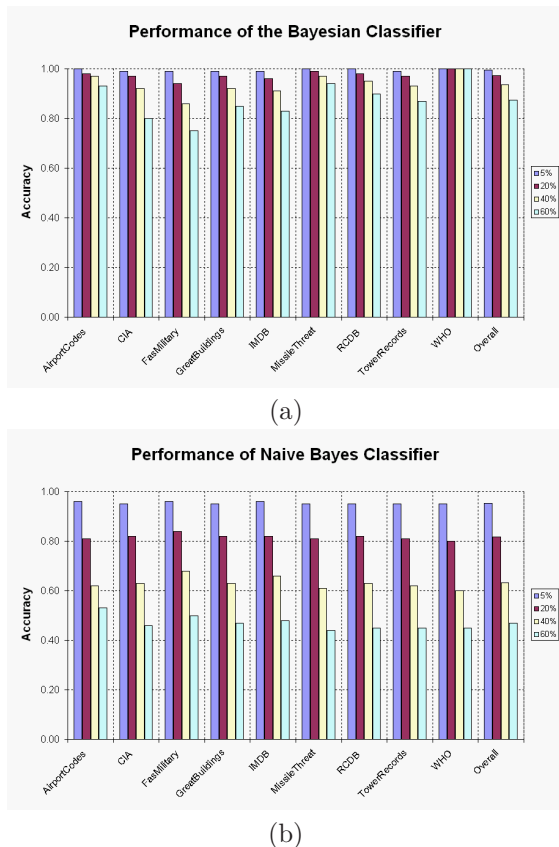 Performance of the Bayesian Classifier
1.00
0.80
0.60
0.40
0.20
0.00
Accuracy
AirportCodes
CIA
FasMilitary
GreatBuildings
IMDB
MissileThreat
RCDB
TowerRecords
WHO
Overall
5%
20%
40%
60%
(a)
Performance of Naive Bayes Classifier
1.00
0.80
0.60
0.40
0.20
0.00
Accuracy
AirportCodes
CIA
FasMilitary
GreatBuildings
IMDB
MissileThreat
RCDB
TowerRecords
WHO
Overall
5%
20%
40%
60%
(b)